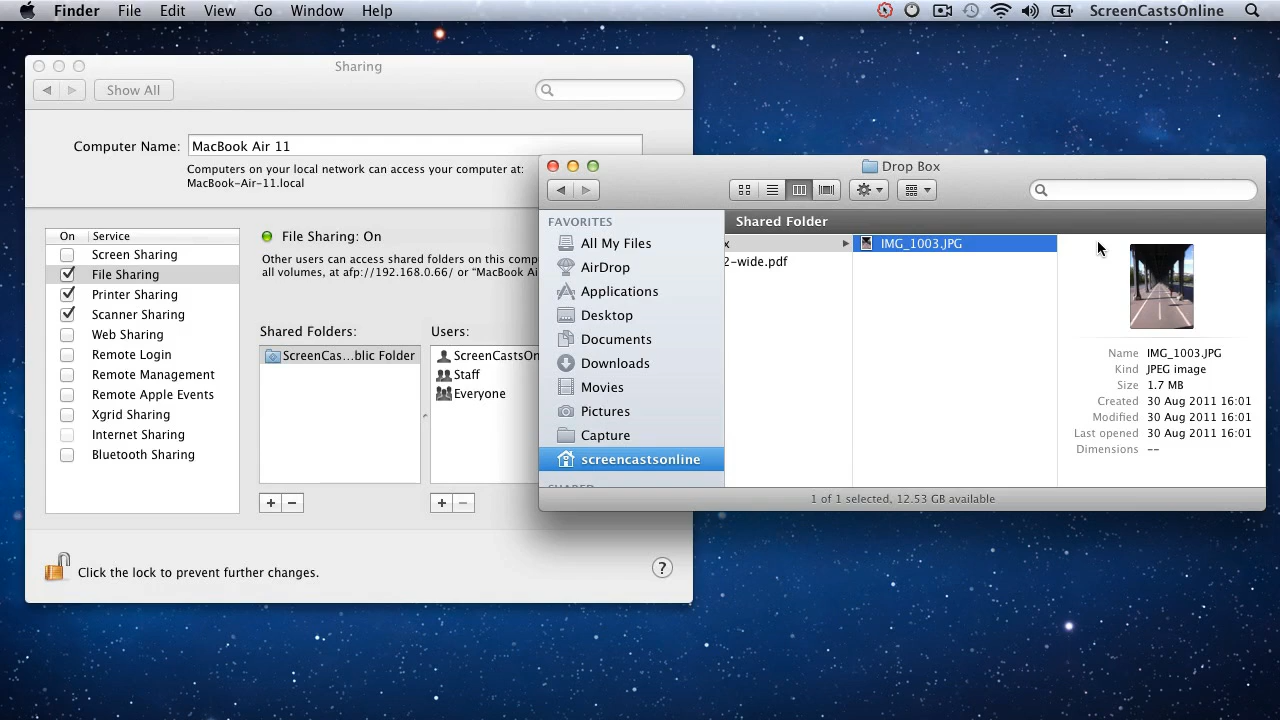 Finder File Edit View Go Window Help ScreenCastsOnline
Sharing
Show All
Computer Name: MacBook Air 11
Computers on your local network can access your computer at:
MacBook-Air-11.local
On Service
Screen Sharing
File Sharing
Printer Sharing
Scanner Sharing
Web Sharing
Remote Login
Remote Management
Remote Apple Events
Xgrid Sharing
Internet Sharing
Bluetooth Sharing
File Sharing: On
Other users can access shared folders on this comp
all volumes, at afp://192.168.0.66/ or "MacBook Ai
Shared Folders:
ScreenCas...blic Folder
Users:
ScreenCastsOn
Staff
Everyone
+ − + −
Click the lock to prevent further changes.
?
Drop Box
FAVORITES
All My Files
AirDrop
Applications
Desktop
Documents
Downloads
Movies
Pictures
Capture
screencastsonline
SHARED
Shared Folder
x
2-wide.pdf
IMG_1003.JPG
Name IMG_1003.JPG
Kind JPEG image
Size 1.7 MB
Created 30 Aug 2011 16:01
Modified 30 Aug 2011 16:01
Last opened 30 Aug 2011 16:01
Dimensions --
1 of 1 selected, 12.53 GB available